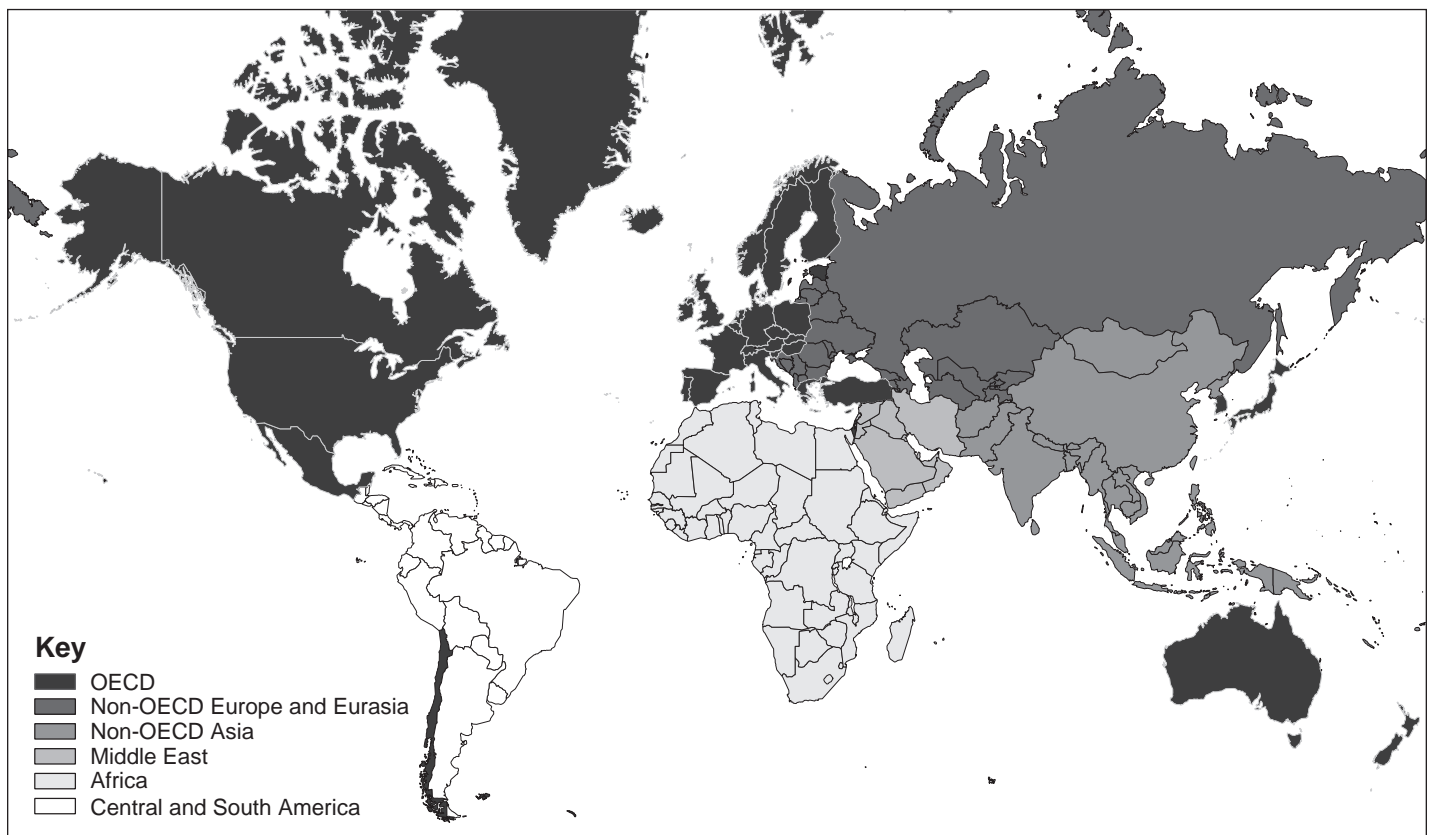 Key
OECD
Non-OECD Europe and Eurasia
Non-OECD Asia
Middle East
Africa
Central and South America